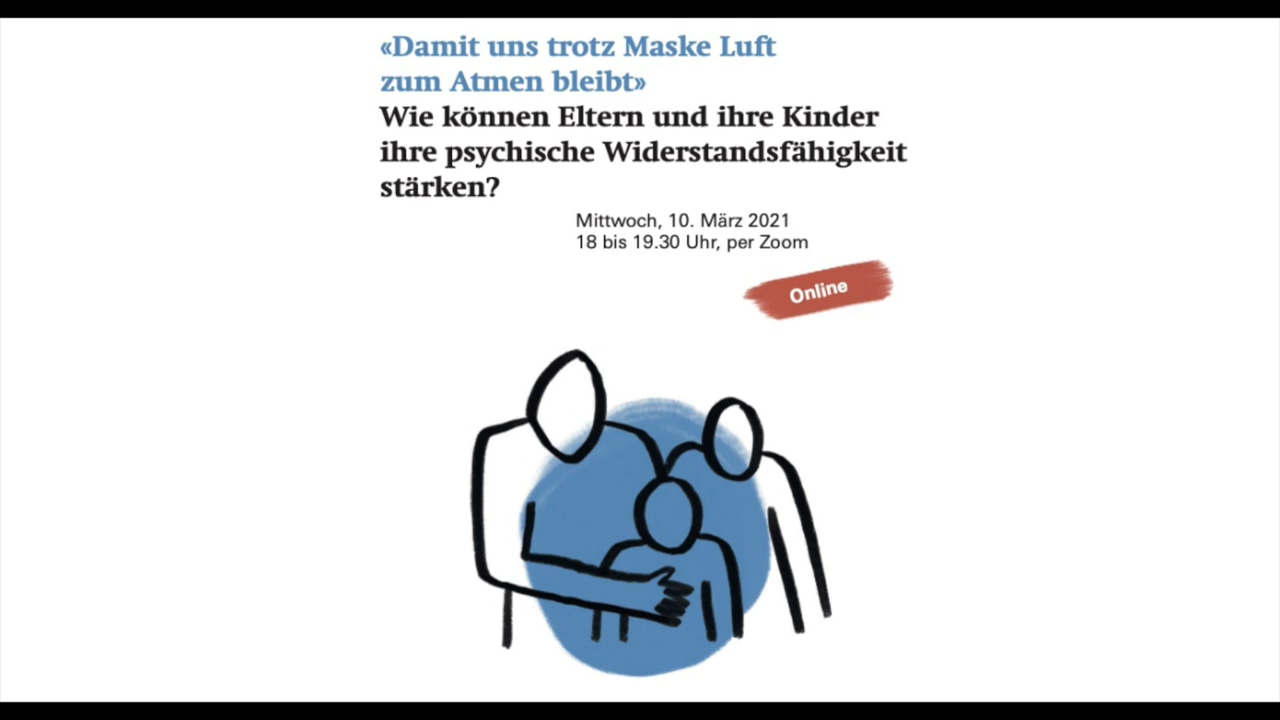 «Damit uns trotz Maske Luft
zum Atmen bleibt»
Wie können Eltern und ihre Kinder
ihre psychische Widerstandsfähigkeit
stärken?
Mittwoch, 10. März 2021
18 bis 19.30 Uhr, per Zoom
Online